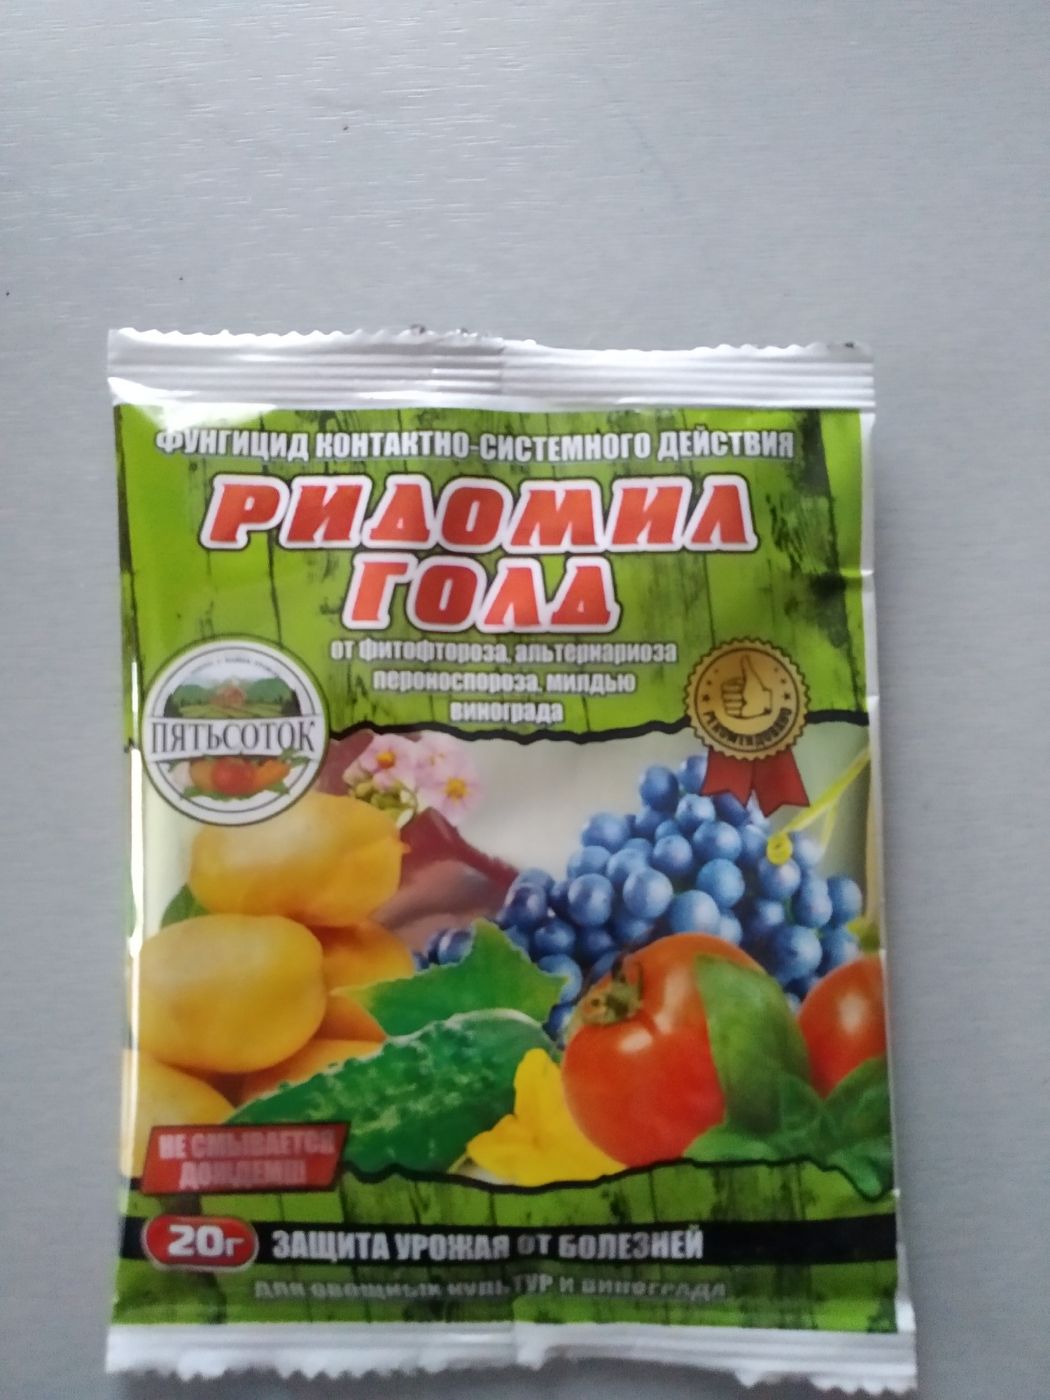 ФУНГИЦИД КОНТАКТНО-СИСТЕМНОГО ДЕЙСТВИЯ
РИДОМИЛ
ГОЛД
от фитофтороза, альтернариоза
пероноспороза, милдью
винограда
ПЯТЬСОТОК
РЕКОМЕНДОВАНО
НЕ СМЫВАЕТСЯ
ДОЖДЕМ!!!
20г
ЗАЩИТА УРОЖАЯ ОТ БОЛЕЗНЕЙ
ДЛЯ ОВОЩНЫХ КУЛЬТУР И ВИНОГРАДА